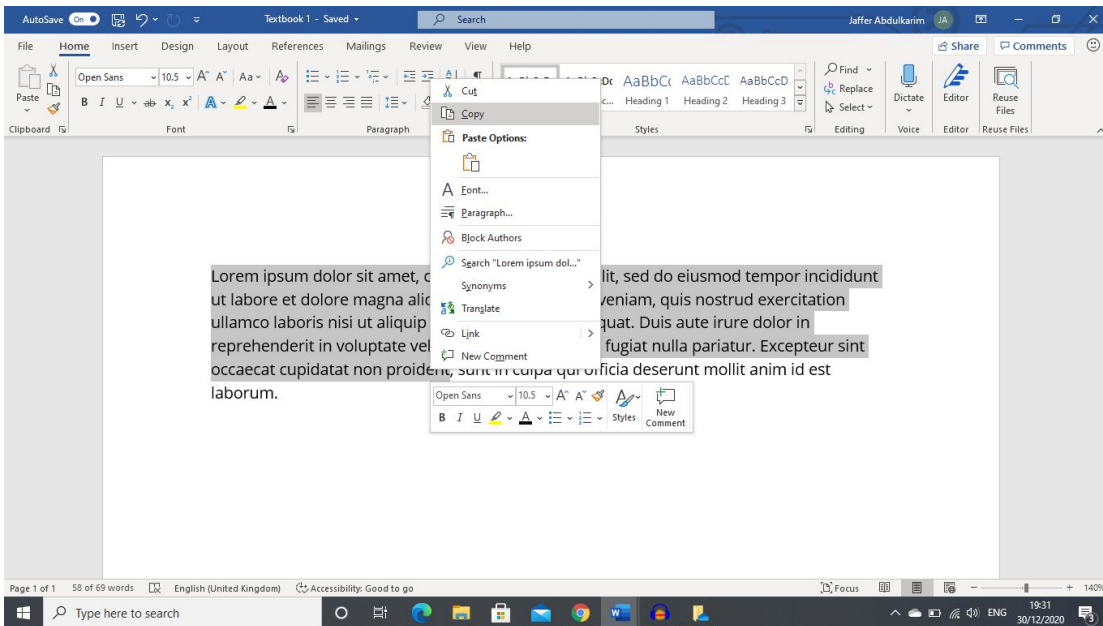 AutoSave On Textbook 1 - Saved Search Jaffer Abdulkarim JA
File Home Insert Design Layout References Mailings Review View Help Share Comments
Paste
Open Sans 10.5 A A Aa A
B I U ab x₂ x² A A
AaBbCc AaBbCcE AaBbCcD
Heading 1 Heading 2 Heading 3
Find
Replace
Select
Dictate
Editor
Reuse
Files
Clipboard Font Paragraph Styles Editing Voice Editor Reuse Files
Cut
Copy
Paste Options:
Font...
Paragraph...
Block Authors
Search "Lorem ipsum dol..."
Synonyms
Translate
Link
New Comment
Lorem ipsum dolor sit amet, lit, sed do eiusmod tempor incididunt
ut labore et dolore magna veniam, quis nostrud exercitation
ullamco laboris nisi ut aliquip quat. Duis aute irure dolor in
reprehenderit in voluptate fugiat nulla pariatur. Excepteur sint
occaecat cupidatat non proident, sunt in culpa qui officia deserunt mollit anim id est
laborum.
Open Sans 10.5 A A
B I U A Styles New
Comment
Page 1 of 1 58 of 69 words English (United Kingdom) Accessibility: Good to go Focus 140%
Type here to search ENG 19:31
30/12/2020 3